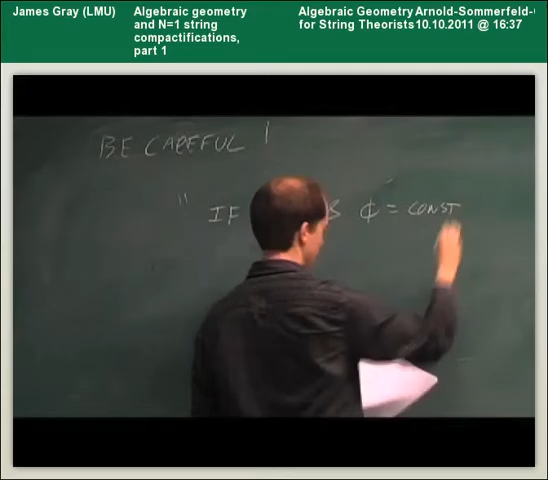 James Gray (LMU)
Algebraic geometry
and N=1 string
compactifications,
part 1
Algebraic Geometry
for String Theorists
Arnold-Sommerfeld-
10.10.2011 @ 16:37
BE CAREFUL !
" IF ¢ = CONST